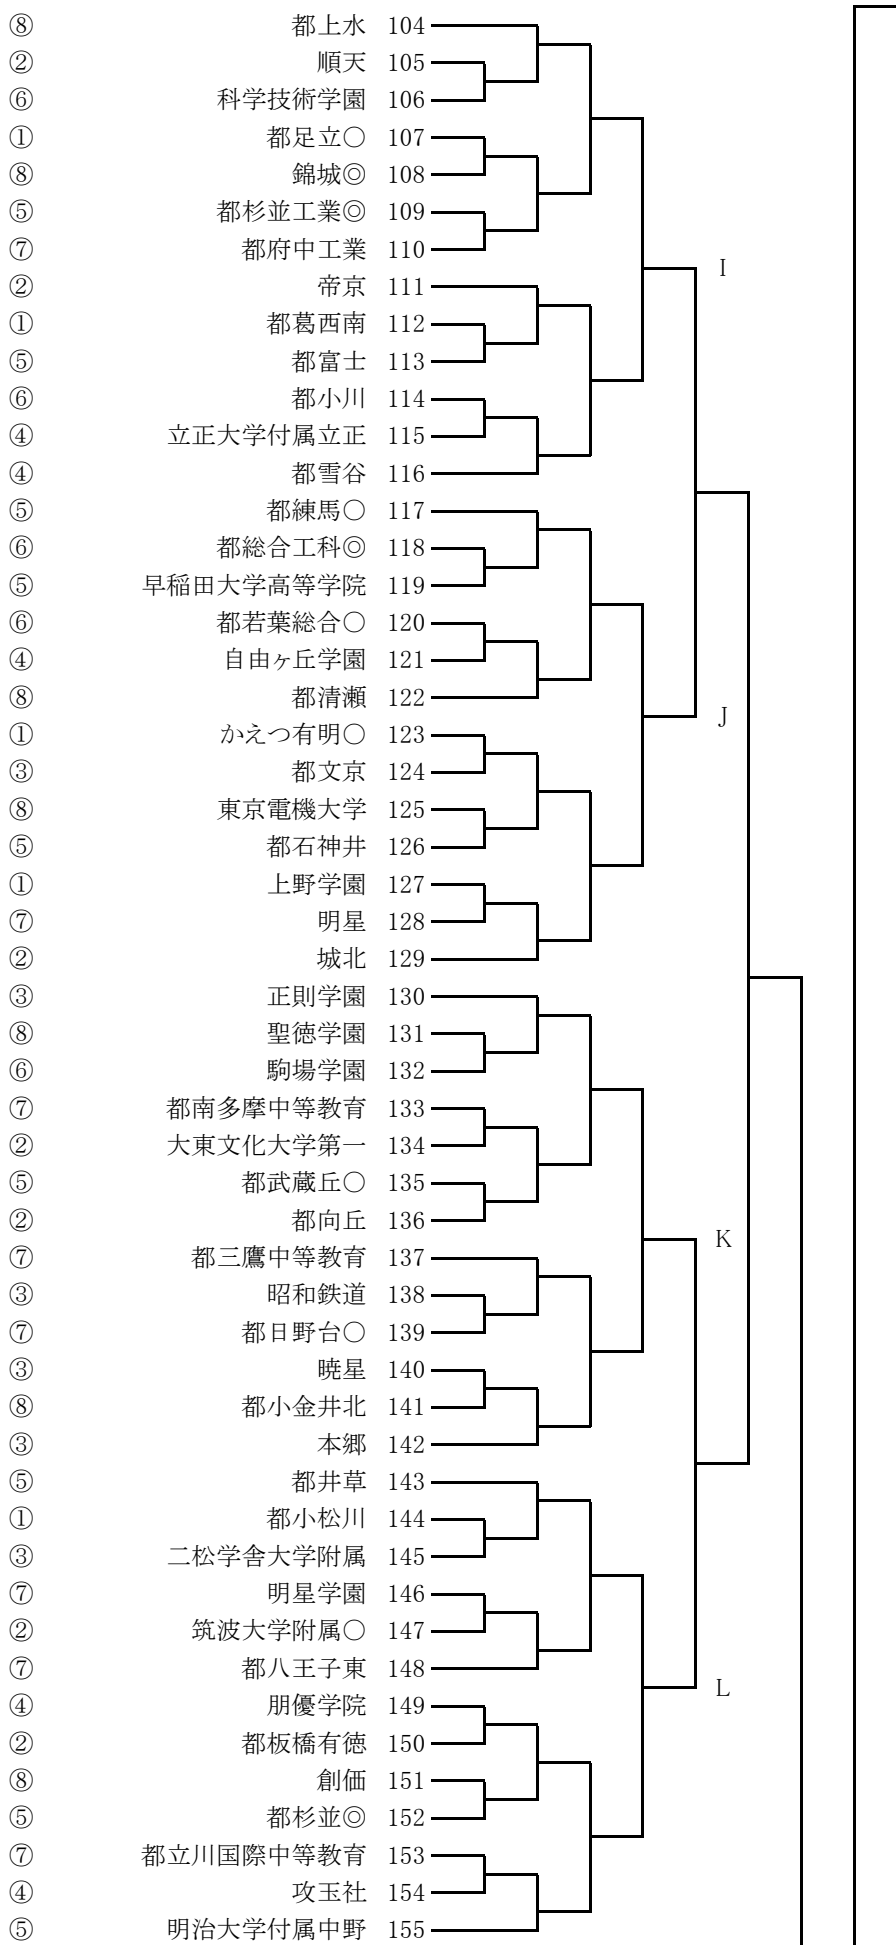 ⑧ 都上水 104
② 順天 105
⑥ 科学技術学園 106
① 都足立○ 107
⑧ 錦城◎ 108
⑤ 都杉並工業◎ 109
⑦ 都府中工業 110
I
② 帝京 111
① 都葛西南 112
⑤ 都富士 113
⑥ 都小川 114
④ 立正大学付属立正 115
④ 都雪谷 116
⑤ 都練馬○ 117
⑥ 都総合工科◎ 118
⑤ 早稲田大学高等学院 119
⑥ 都若葉総合○ 120
④ 自由ヶ丘学園 121
⑧ 都清瀬 122
J
① かえつ有明○ 123
③ 都文京 124
⑧ 東京電機大学 125
⑤ 都石神井 126
① 上野学園 127
⑦ 明星 128
② 城北 129
③ 正則学園 130
⑧ 聖徳学園 131
⑥ 駒場学園 132
⑦ 都南多摩中等教育 133
② 大東文化大学第一 134
⑤ 都武蔵丘○ 135
② 都向丘 136
K
⑦ 都三鷹中等教育 137
③ 昭和鉄道 138
⑦ 都日野台○ 139
③ 暁星 140
⑧ 都小金井北 141
③ 本郷 142
⑤ 都井草 143
① 都小松川 144
③ 二松学舎大学附属 145
⑦ 明星学園 146
② 筑波大学附属○ 147
⑦ 都八王子東 148
L
④ 朋優学院 149
② 都板橋有徳 150
⑧ 創価 151
⑤ 都杉並◎ 152
⑦ 都立川国際中等教育 153
④ 攻玉社 154
⑤ 明治大学付属中野 155